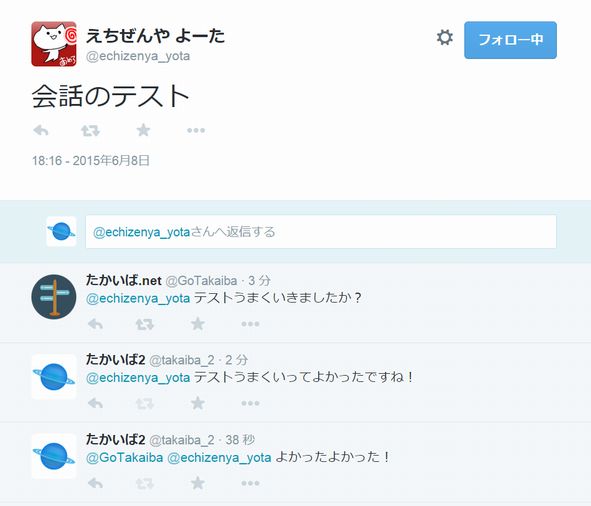 えちぜんや よーた
@echizenya_yota
フォロー中
会話のテスト
18:16 - 2015年6月8日
@echizenya_yotaさんへ返信する
たかいば.net @GoTakaiba · 3 分
@echizenya_yota テストうまくいきましたか？
たかいば2 @takaiba_2 · 2 分
@echizenya_yota テストうまくいってよかったですね！
たかいば2 @takaiba_2 · 38 秒
@GoTakaiba @echizenya_yota よかったよかった！